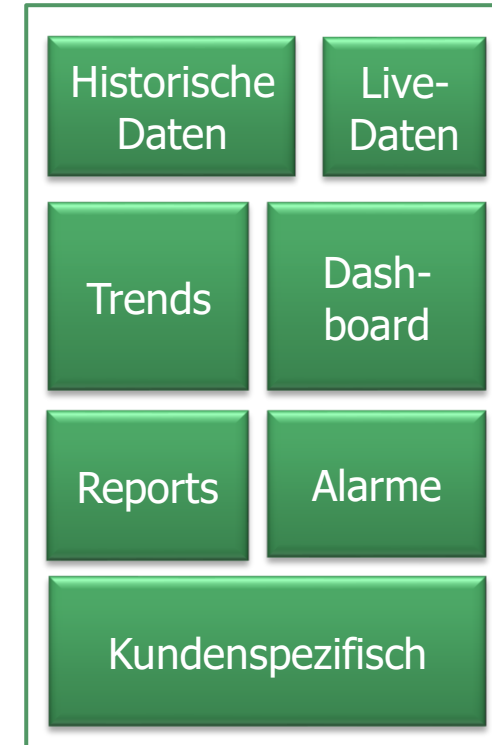 Historische
Daten
Live-
Daten
Trends
Dash-
board
Reports
Alarme
Kundenspezifisch